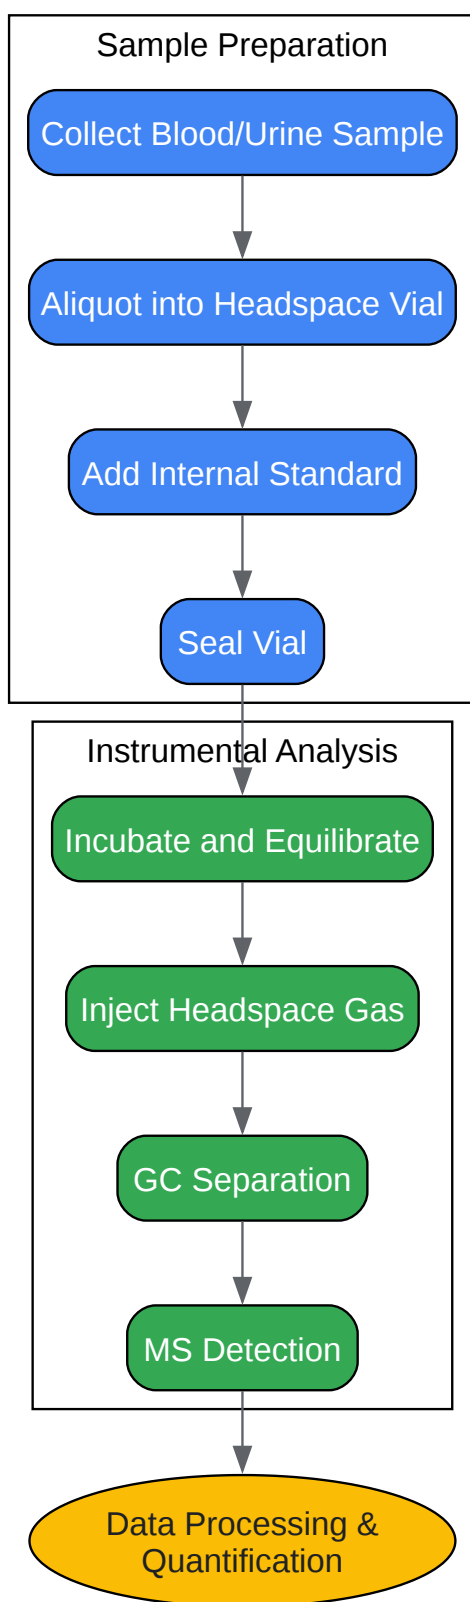 Sample Preparation
Collect Blood/Urine Sample
Aliquot into Headspace Vial
Add Internal Standard
Seal Vial
Instrumental Analysis
Incubate and Equilibrate
Inject Headspace Gas
GC Separation
MS Detection
Data Processing &
Quantification